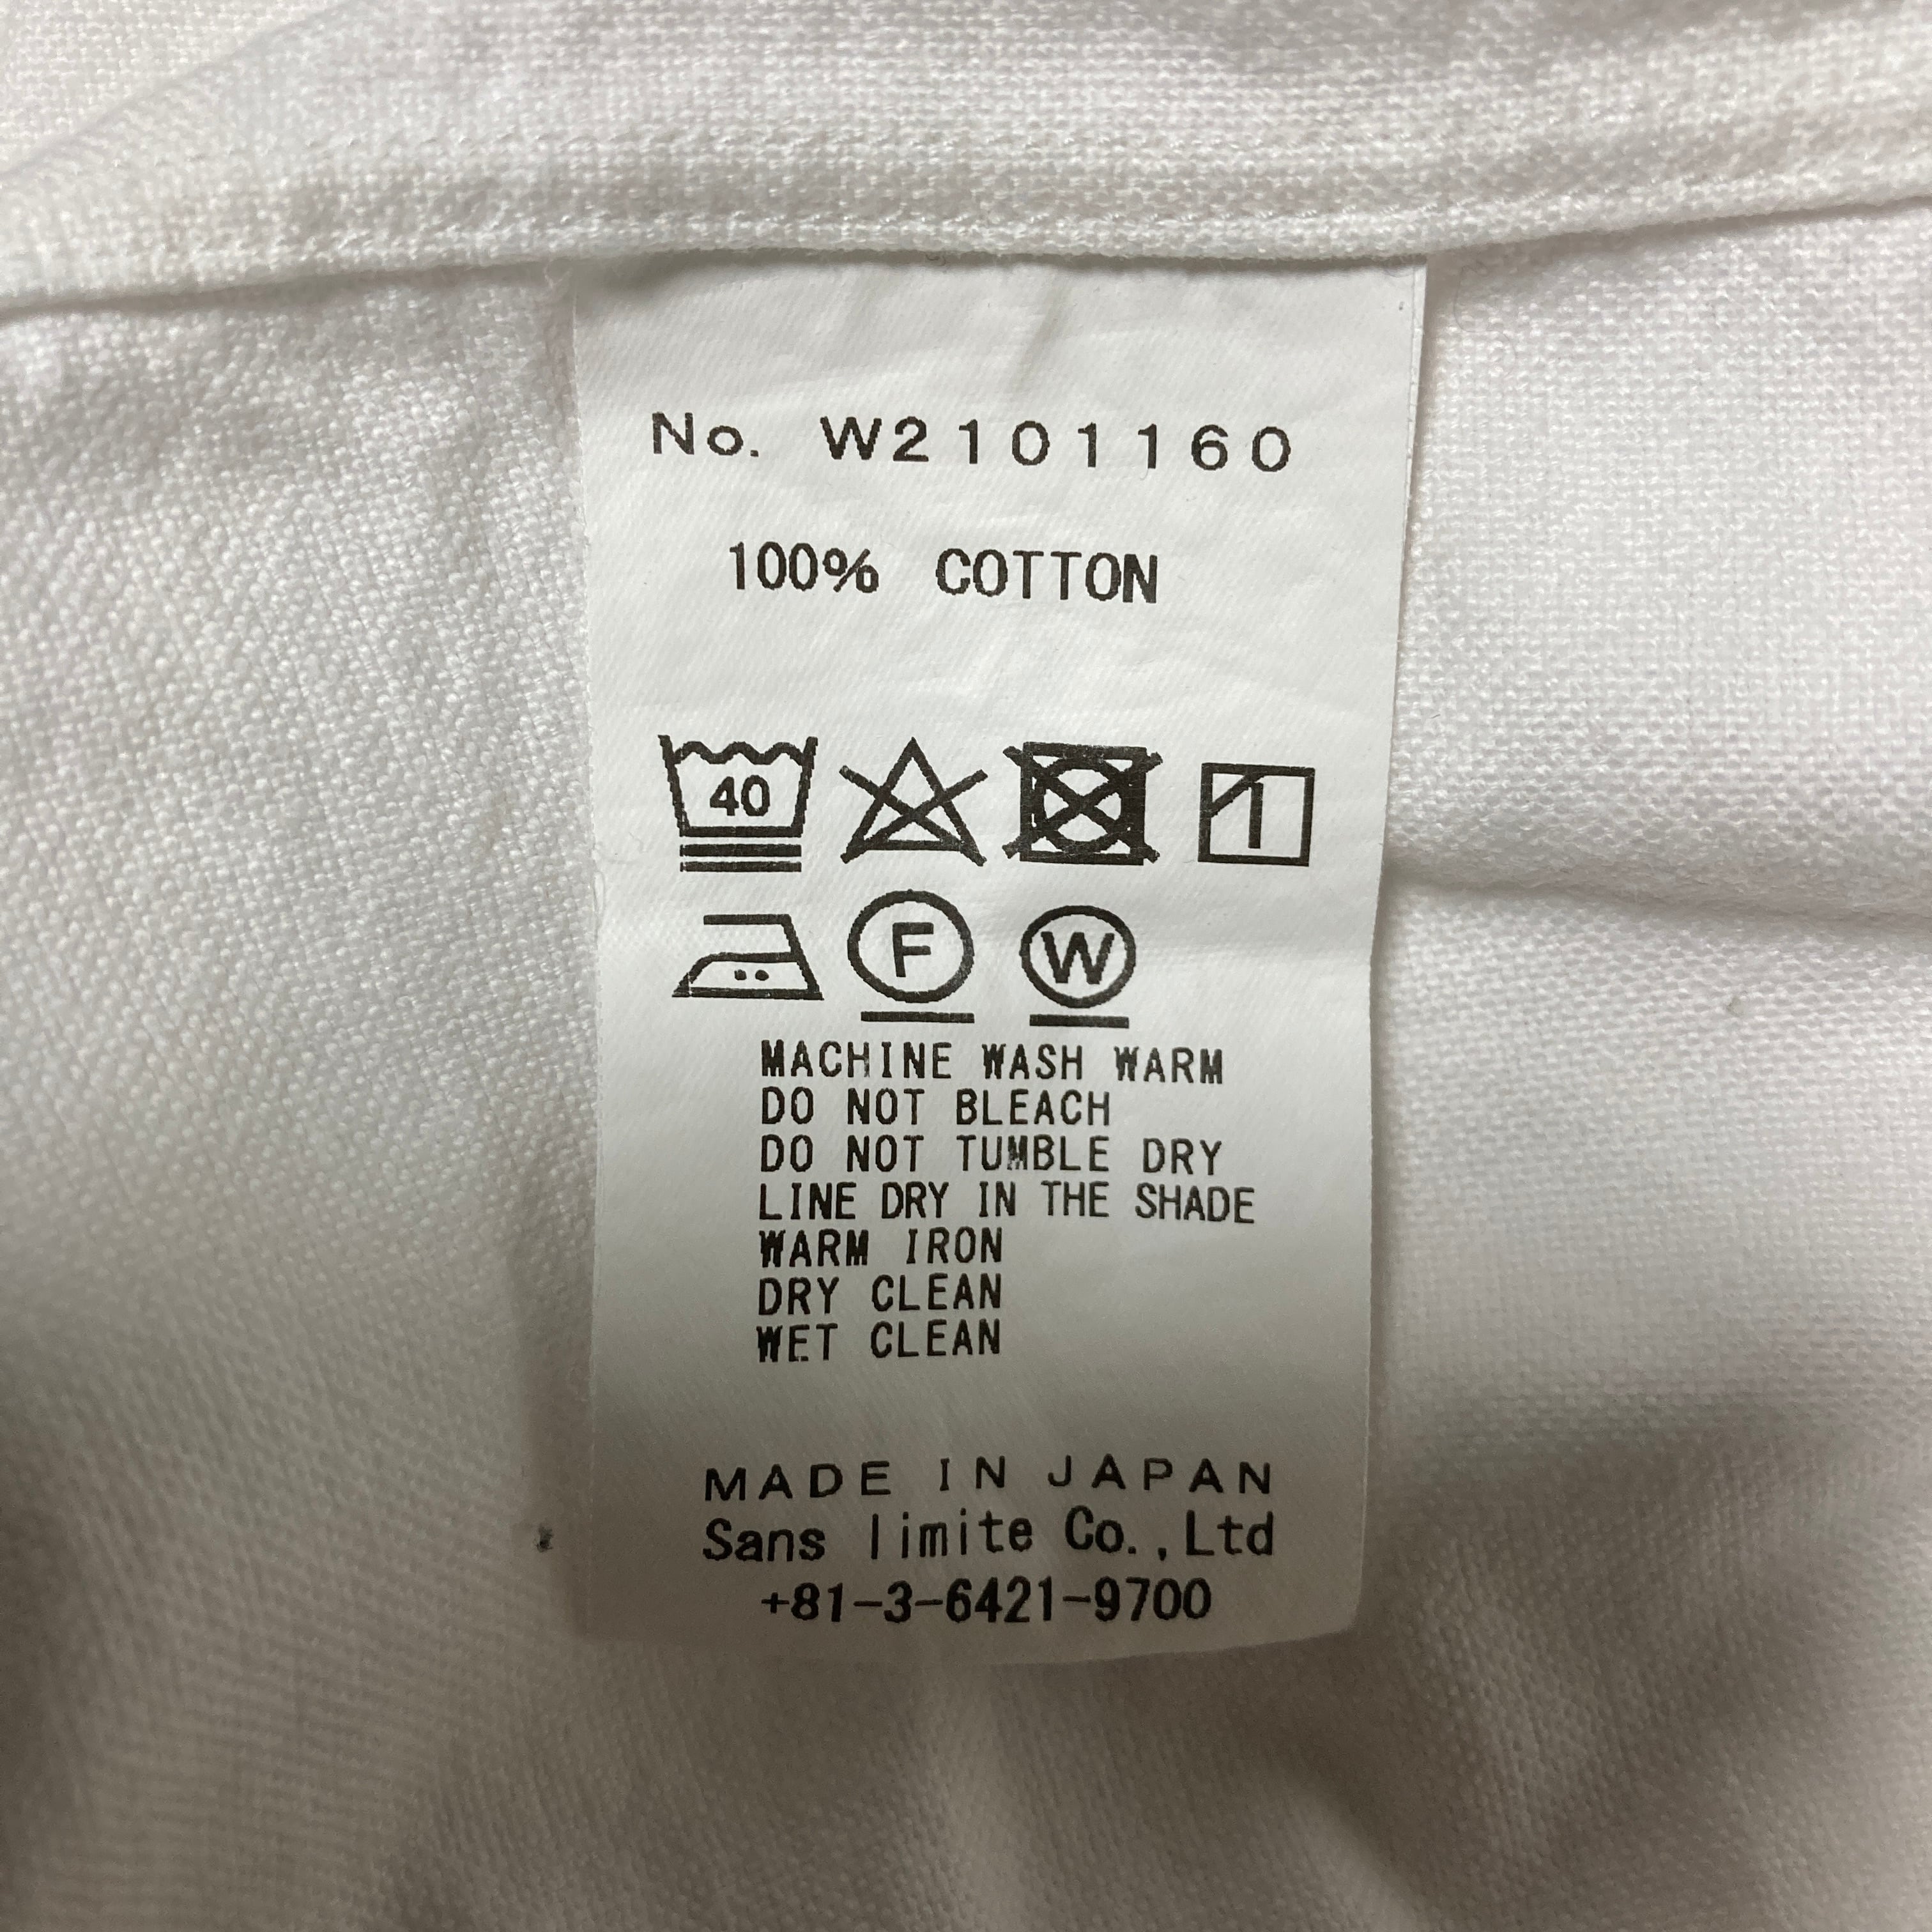 No. W2101160
100% COTTON
40
F W
MACHINE WASH WARM
DO NOT BLEACH
DO NOT TUMBLE DRY
LINE DRY IN THE SHADE
WARM IRON
DRY CLEAN
WET CLEAN
MADE IN JAPAN
Sans limite Co.,Ltd
+81-3-6421-9700